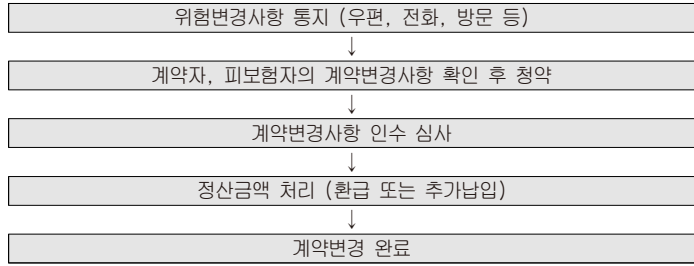 위험변경사항 통지 (우편, 전화, 방문 등)
↓
계약자, 피보험자의 계약변경사항 확인 후 청약
↓
계약변경사항 인수 심사
↓
정산금액 처리 (환급 또는 추가납입)
↓
계약변경 완료